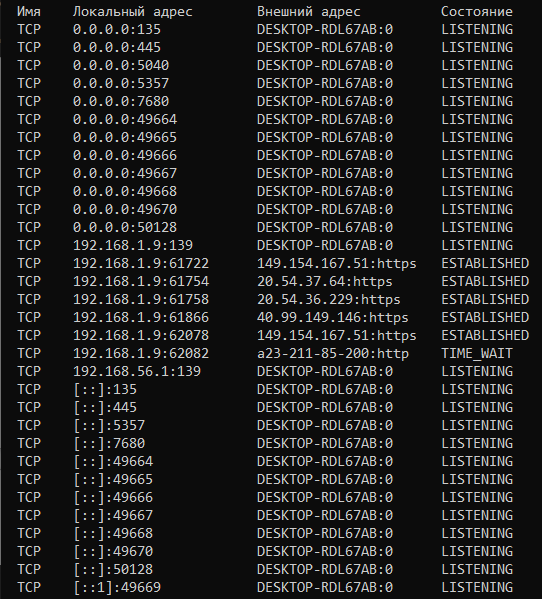 Имя    Локальный адрес        Внешний адрес          Состояние
TCP    0.0.0.0:135            DESKTOP-RDL67AB:0      LISTENING
TCP    0.0.0.0:445            DESKTOP-RDL67AB:0      LISTENING
TCP    0.0.0.0:5040           DESKTOP-RDL67AB:0      LISTENING
TCP    0.0.0.0:5357           DESKTOP-RDL67AB:0      LISTENING
TCP    0.0.0.0:7680           DESKTOP-RDL67AB:0      LISTENING
TCP    0.0.0.0:49664          DESKTOP-RDL67AB:0      LISTENING
TCP    0.0.0.0:49665          DESKTOP-RDL67AB:0      LISTENING
TCP    0.0.0.0:49666          DESKTOP-RDL67AB:0      LISTENING
TCP    0.0.0.0:49667          DESKTOP-RDL67AB:0      LISTENING
TCP    0.0.0.0:49668          DESKTOP-RDL67AB:0      LISTENING
TCP    0.0.0.0:49670          DESKTOP-RDL67AB:0      LISTENING
TCP    0.0.0.0:50128          DESKTOP-RDL67AB:0      LISTENING
TCP    192.168.1.9:139        DESKTOP-RDL67AB:0      LISTENING
TCP    192.168.1.9:61722      149.154.167.51:https   ESTABLISHED
TCP    192.168.1.9:61754      20.54.37.64:https      ESTABLISHED
TCP    192.168.1.9:61758      20.54.36.229:https     ESTABLISHED
TCP    192.168.1.9:61866      40.99.149.146:https    ESTABLISHED
TCP    192.168.1.9:62078      149.154.167.51:https   ESTABLISHED
TCP    192.168.1.9:62082      a23-211-85-200:http    TIME_WAIT
TCP    192.168.56.1:139       DESKTOP-RDL67AB:0      LISTENING
TCP    [::]:135               DESKTOP-RDL67AB:0      LISTENING
TCP    [::]:445               DESKTOP-RDL67AB:0      LISTENING
TCP    [::]:5357              DESKTOP-RDL67AB:0      LISTENING
TCP    [::]:7680              DESKTOP-RDL67AB:0      LISTENING
TCP    [::]:49664             DESKTOP-RDL67AB:0      LISTENING
TCP    [::]:49665             DESKTOP-RDL67AB:0      LISTENING
TCP    [::]:49666             DESKTOP-RDL67AB:0      LISTENING
TCP    [::]:49667             DESKTOP-RDL67AB:0      LISTENING
TCP    [::]:49668             DESKTOP-RDL67AB:0      LISTENING
TCP    [::]:49670             DESKTOP-RDL67AB:0      LISTENING
TCP    [::]:50128             DESKTOP-RDL67AB:0      LISTENING
TCP    [::1]:49669            DESKTOP-RDL67AB:0      LISTENING